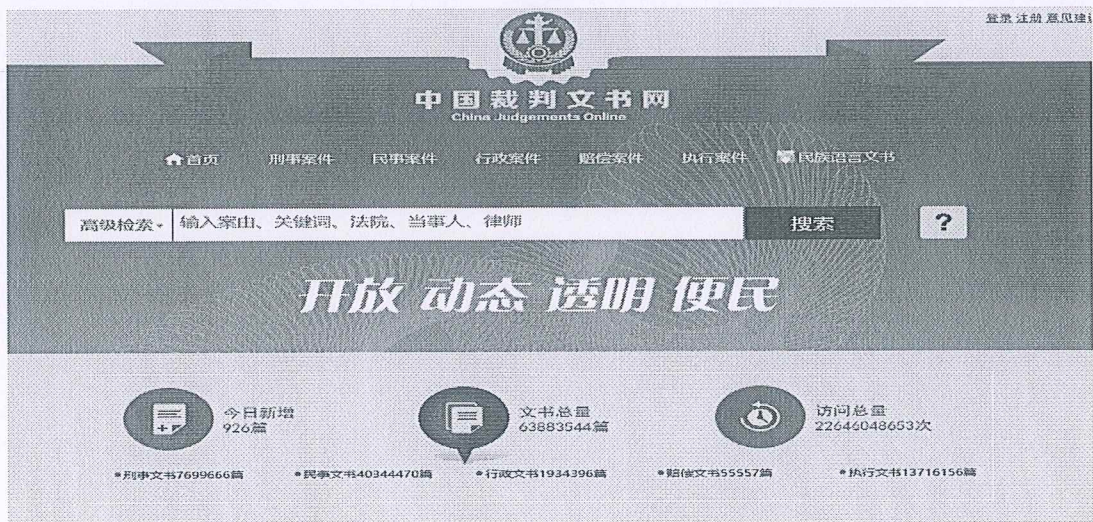 登录 注册 意见建
中国裁判文书网
China Judgements Online
首页 刑事案件 民事案件 行政案件 赔偿案件 执行案件 民族语言文书
高级检索 输入案由、关键词、法院、当事人、律师 搜索 ?
开放 动态 透明 便民
今日新增
926篇
文书总量
63883544篇
访问总量
22646048653次
刑事文书7699666篇 民事文书40344470篇 行政文书1934396篇 赔偿文书55557篇 执行文书13716156篇